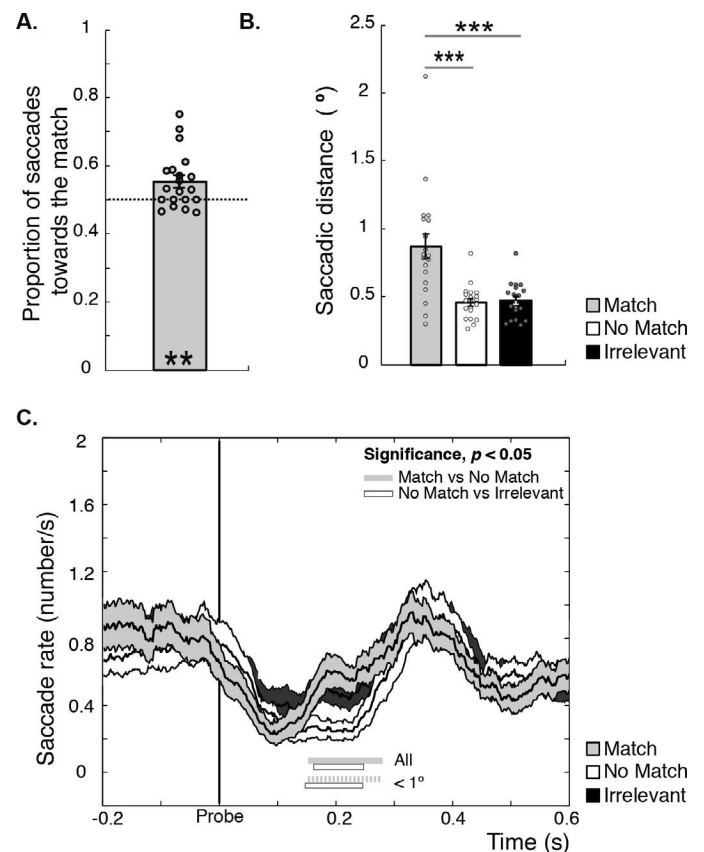 A.
Proportion of saccades
towards the match
1
0.8
0.6
0.4
0.2
0
**
B.
Saccadic distance (º)
2.5
2
1.5
1
0.5
0
***
***
Match
No Match
Irrelevant
C.
Saccade rate (number/s)
2
1.6
1.2
0.8
0.4
0
Significance, p < 0.05
Match vs No Match
No Match vs Irrelevant
All
< 1º
-0.2
Probe
0.2
0.4
0.6
Time (s)
Match
No Match
Irrelevant